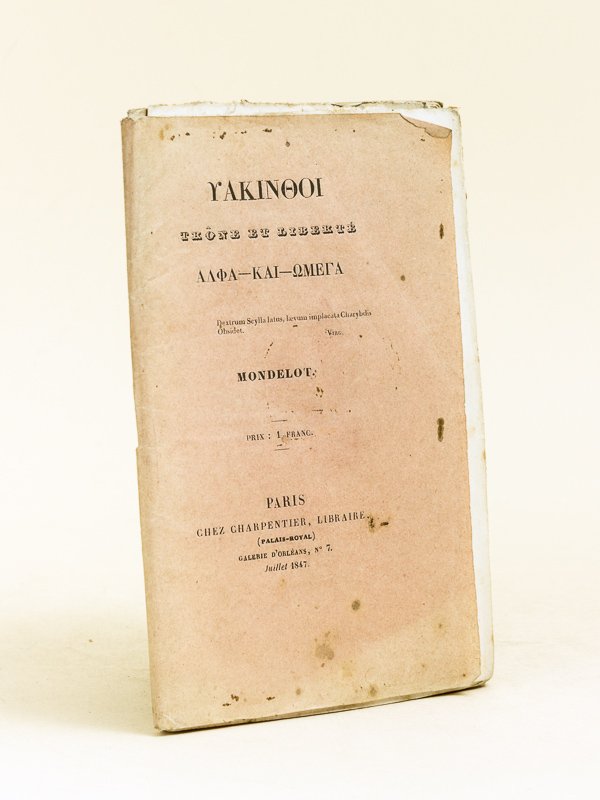 ϒΑΚΙΝΘΟΙ
TRÔNE ET LIBERTÉ
ΑΛΦΑ—ΚΑΙ—ΩΜΕΓΑ
Dextrum Scylla latus, lævum implacata Charybdis
Obsidet.
VIRG.
MONDELOT.
PRIX : 1 FRANC.
PARIS
CHEZ CHARPENTIER, LIBRAIRE.
(PALAIS-ROYAL)
GALERIE D'ORLÉANS, N° 7.
Juillet 1847.